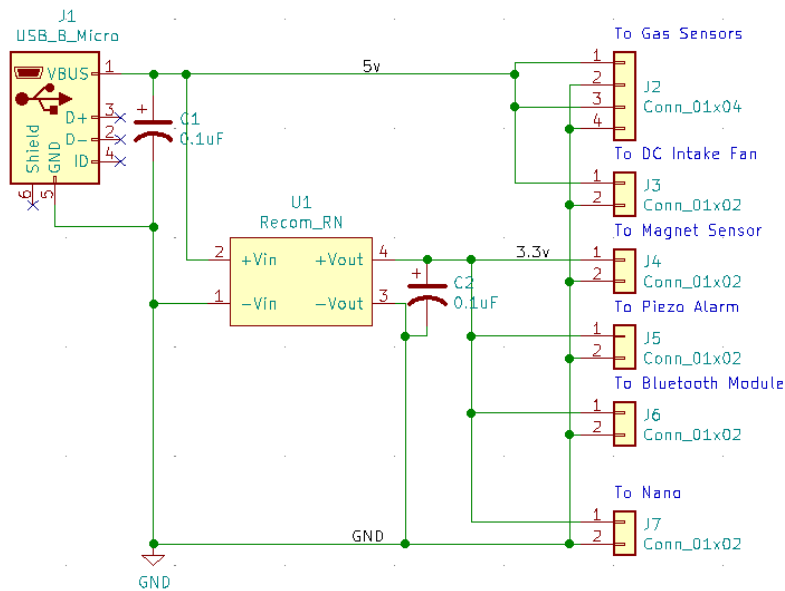 J1
USB_B_Micro
VBUS 1
D+ 3
D- 2
ID 4
Shield
GND
6
5
+
C1
0.1uF
5v
U1
Recom_RN
2 +Vin +Vout 4
1 -Vin -Vout 3
+
C2
0.1uF
3.3v
GND
GND
To Gas Sensors
1
2
3
4
J2
Conn_01x04
To DC Intake Fan
1
2
J3
Conn_01x02
To Magnet Sensor
1
2
J4
Conn_01x02
To Piezo Alarm
1
2
J5
Conn_01x02
To Bluetooth Module
1
2
J6
Conn_01x02
To Nano
1
2
J7
Conn_01x02